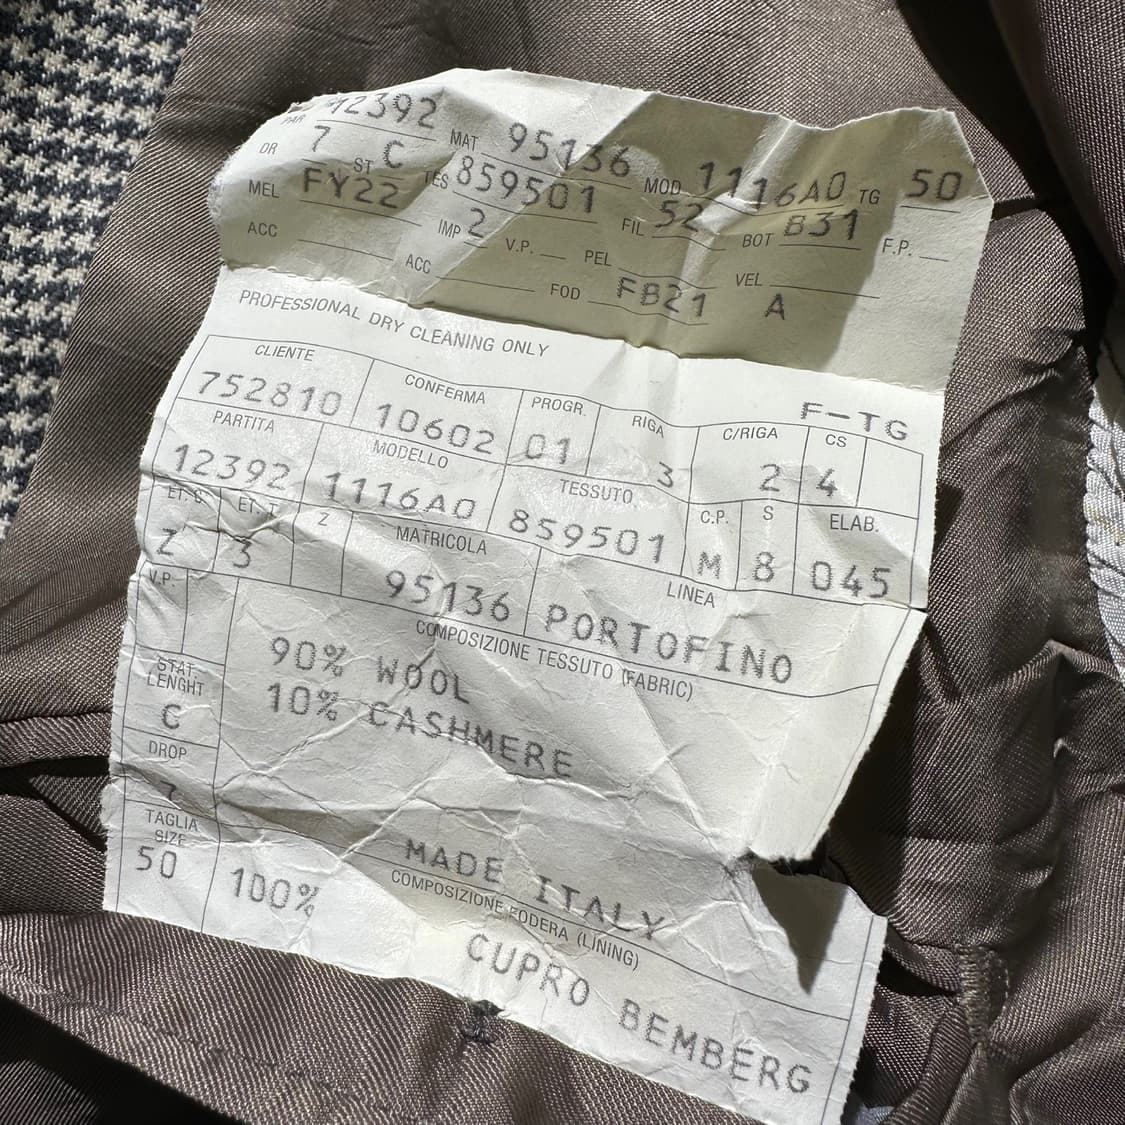 PAR 12392 MAT 95136 MOD 1116A0 TG 50
DR 7 ST C TES 859501 FIL 52 BOT B31 F.P.
MEL FY22 IMP 2 V.P. PEL VEL
ACC ACC FOD FB21 A
PROFESSIONAL DRY CLEANING ONLY
F-TG
CLIENTE CONFERMA PROGR. RIGA C/RIGA CS
752810 10602 01 3 2 4
PARTITA MODELLO TESSUTO C.P. S ELAB.
12392 1116A0 859501 M 8 045
ET. T Z MATRICOLA LINEA
Z 3 95136 PORTOFINO
V.P. COMPOSIZIONE TESSUTO (FABRIC)
90% WOOL
10% CASHMERE
STAT. LENGHT
C
DROP
7
MADE ITALY
TAGLIA SIZE
50
COMPOSIZIONE FODERA (LINING)
100% CUPRO BEMBERG